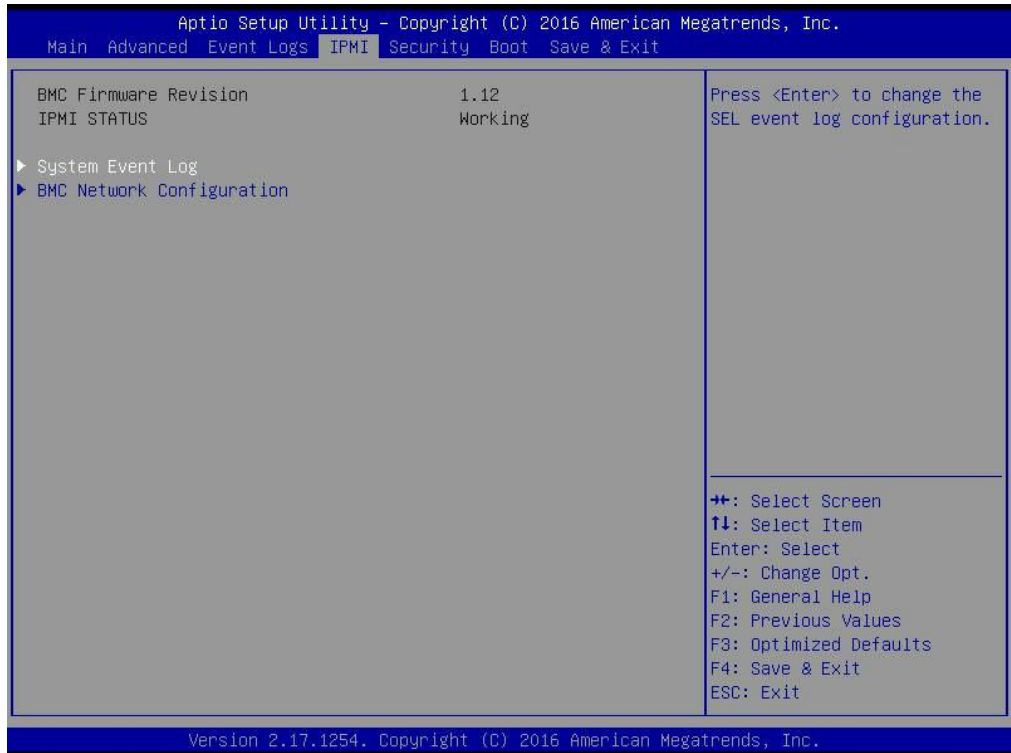 Aptio Setup Utility – Copyright (C) 2016 American Megatrends, Inc.
Main Advanced Event Logs IPMI Security Boot Save & Exit
BMC Firmware Revision 1.12
IPMI STATUS Working
System Event Log
BMC Network Configuration
Press <Enter> to change the
SEL event log configuration.
→←: Select Screen
↑↓: Select Item
Enter: Select
+/-: Change Opt.
F1: General Help
F2: Previous Values
F3: Optimized Defaults
F4: Save & Exit
ESC: Exit
Version 2.17.1254. Copyright (C) 2016 American Megatrends, Inc.